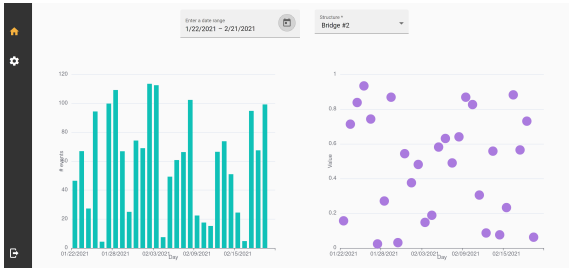 Enter a date range
1/22/2021 – 2/21/2021
Structure *
Bridge #2
120
100
80
60
40
20
0
# events
01/22/2021
01/28/2021
02/03/2021
02/09/2021
02/15/2021
Day
1
0.8
0.6
0.4
0.2
0
Value
01/22/2021
01/28/2021
02/03/2021
02/09/2021
02/15/2021
Day